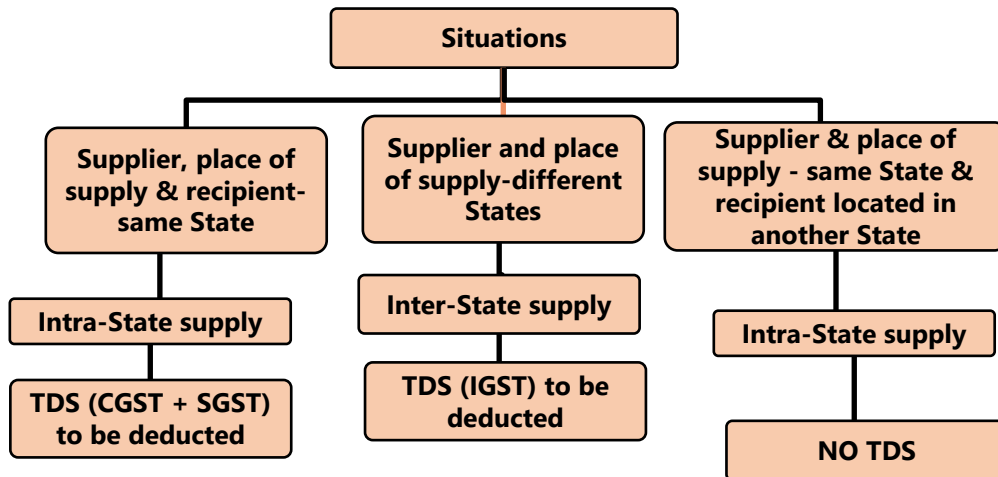 Situations
Supplier, place of
supply & recipient-
same State
Supplier and place
of supply-different
States
Supplier & place of
supply - same State &
recipient located in
another State
Intra-State supply
Inter-State supply
Intra-State supply
TDS (CGST + SGST)
to be deducted
TDS (IGST) to be
deducted
NO TDS